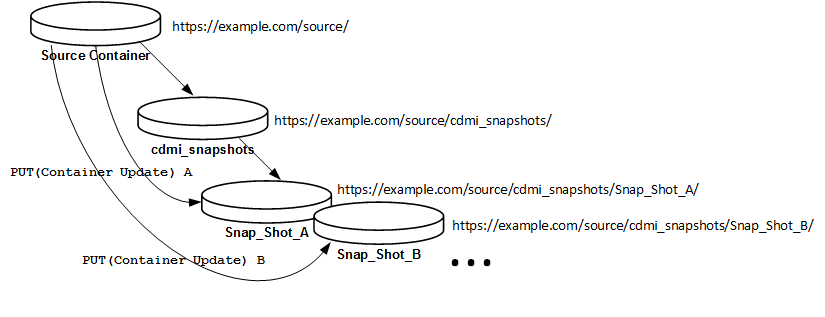 https://example.com/source/
Source Container
https://example.com/source/cdmi_snapshots/
cdmi_snapshots
PUT(Container Update) A
https://example.com/source/cdmi_snapshots/Snap_Shot_A/
Snap_Shot_A
https://example.com/source/cdmi_snapshots/Snap_Shot_B/
Snap_Shot_B
PUT(Container Update) B
...